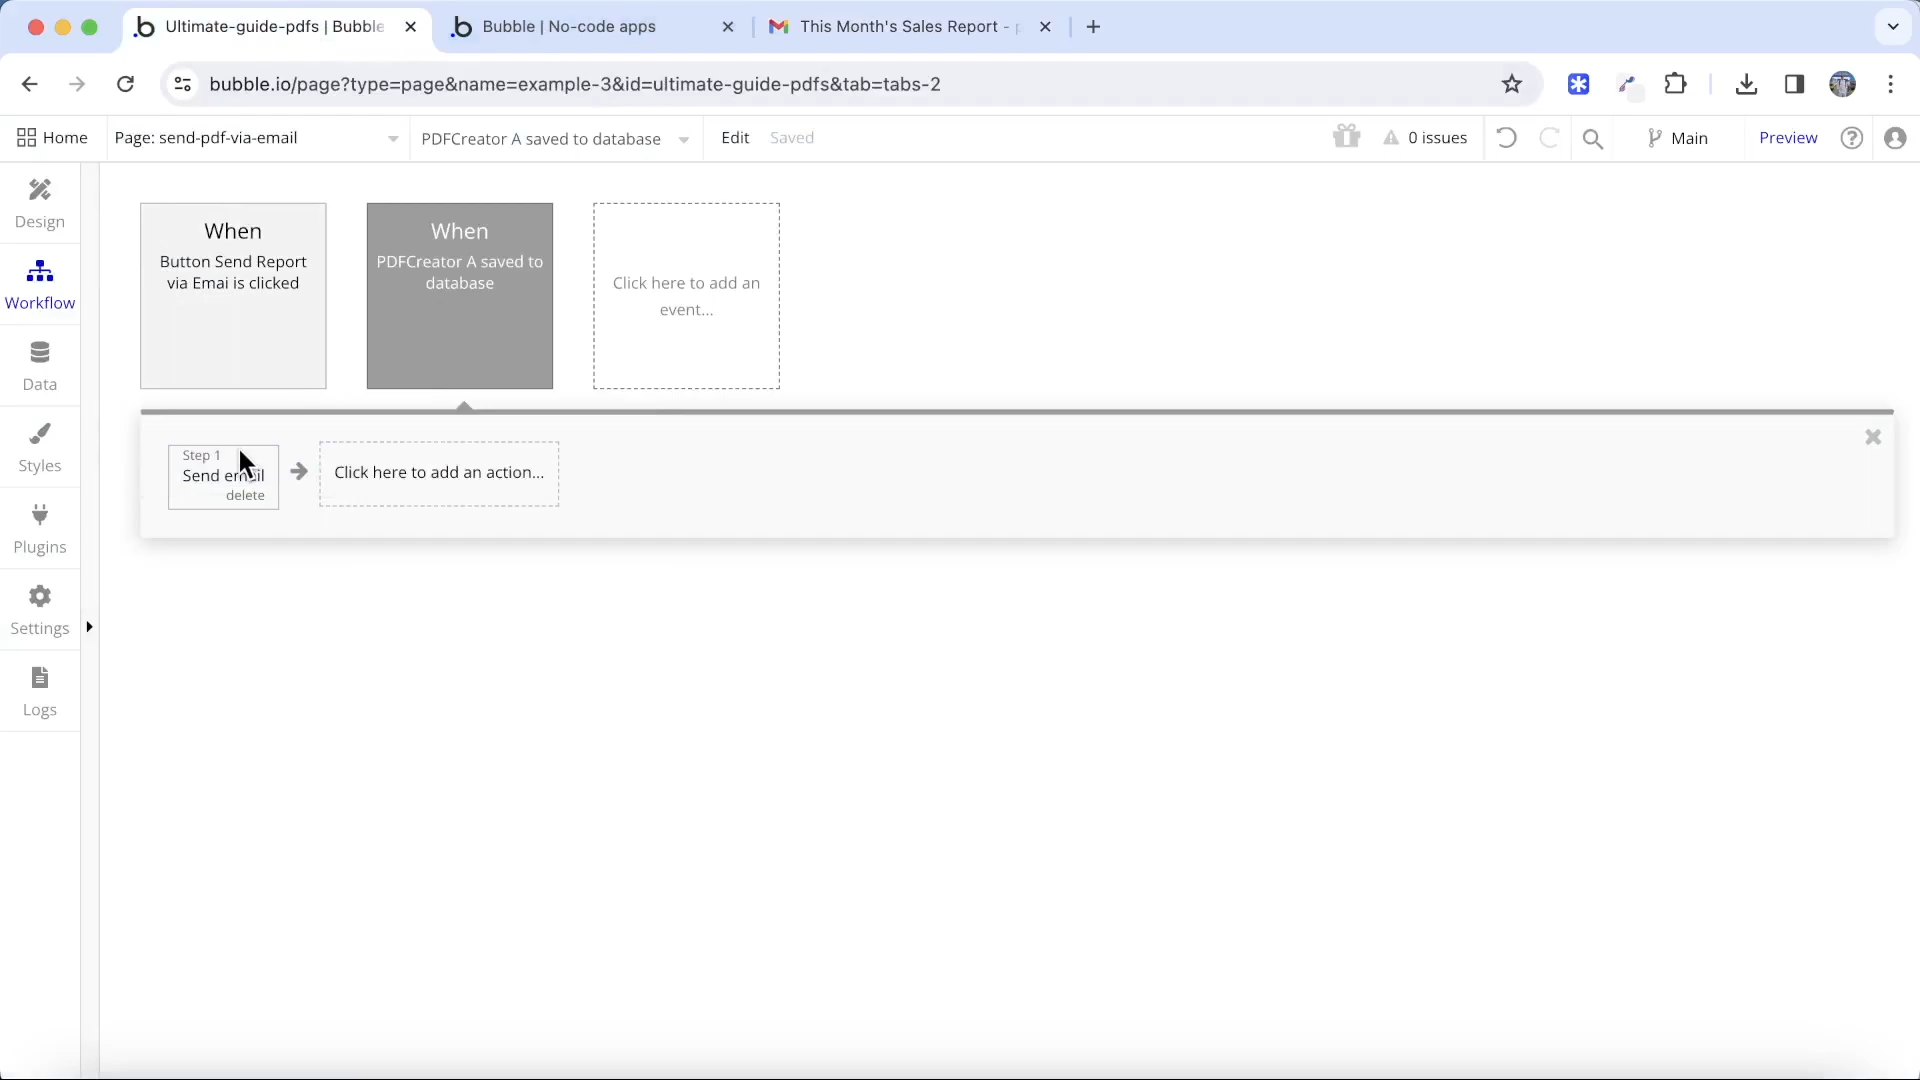 Ultimate-guide-pdfs | Bubble
Bubble | No-code apps
This Month's Sales Report -
bubble.io/page?type=page&name=example-3&id=ultimate-guide-pdfs&tab=tabs-2
Home
Page: send-pdf-via-email
PDFCreator A saved to database
Edit
Saved
0 issues
Main
Preview
Design
Workflow
Data
Styles
Plugins
Settings
Logs
When
Button Send Report
via Emai is clicked
When
PDFCreator A saved to
database
Click here to add an
event...
Step 1
Send email
delete
Click here to add an action...